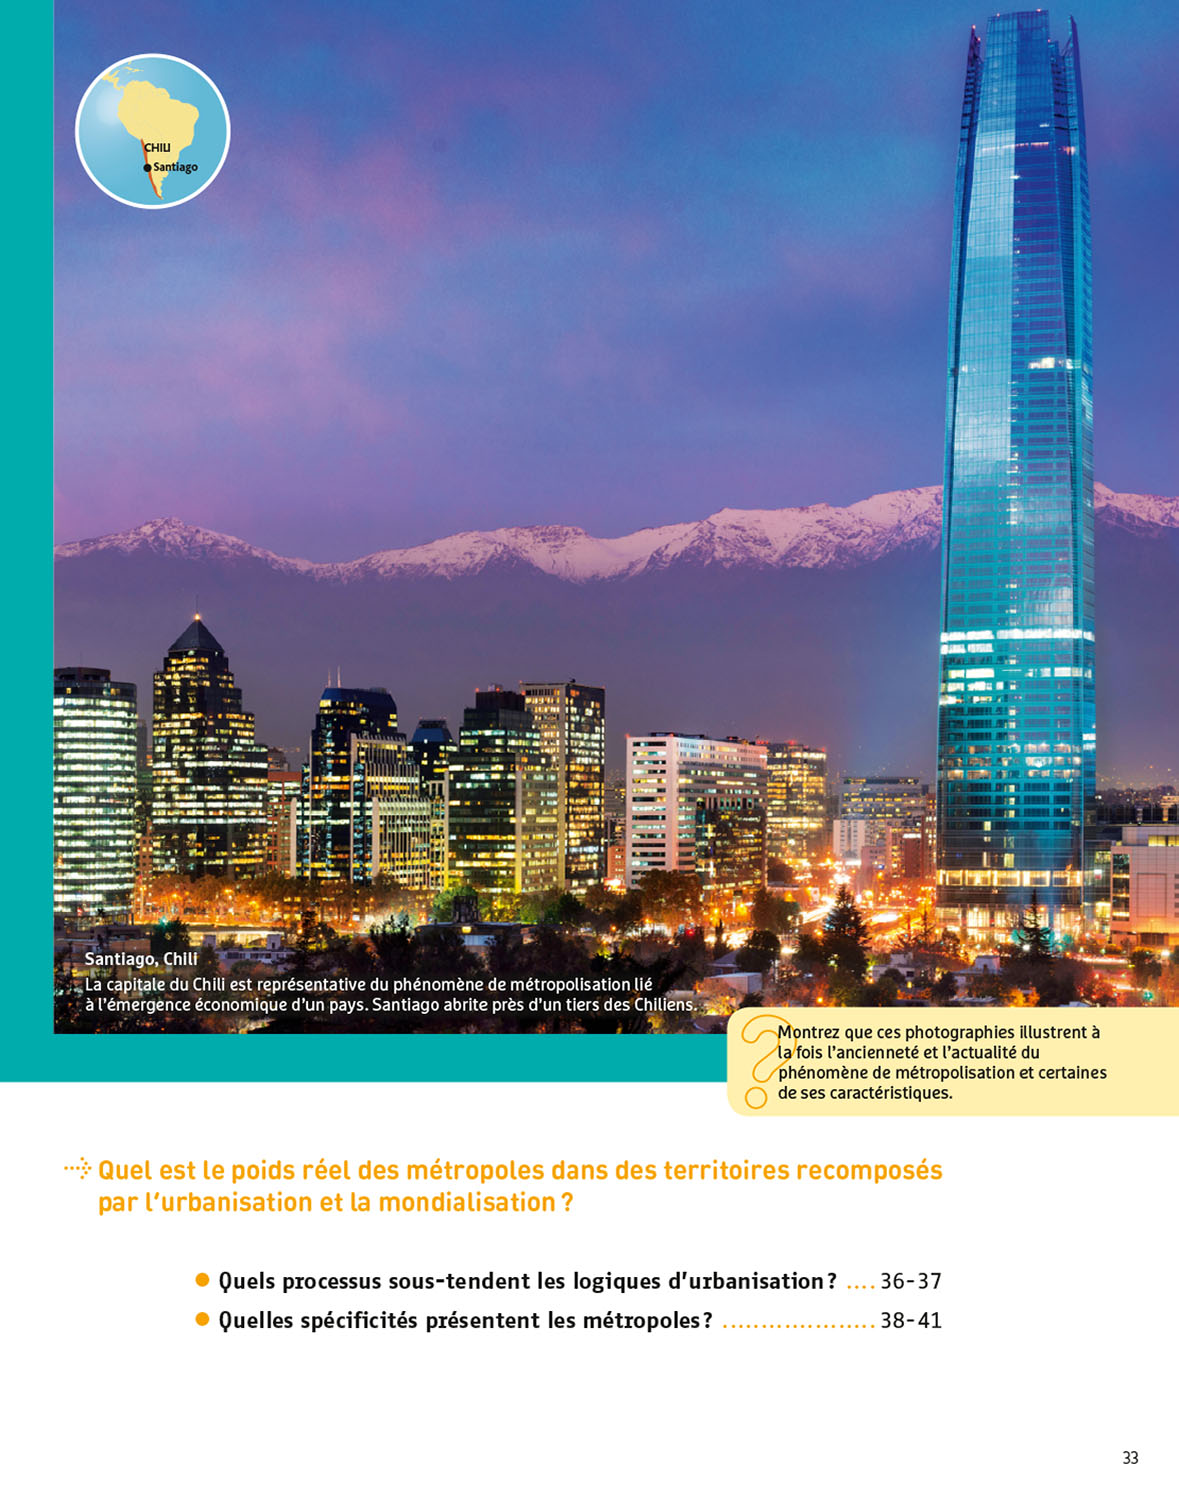 CHILI
Santiago
Santiago, Chili
La capitale du Chili est représentative du phénomène de métropolisation lié
à l'émergence économique d'un pays. Santiago abrite près d'un tiers des Chiliens.
?
Montrez que ces photographies illustrent à
la fois l'ancienneté et l'actualité du
phénomène de métropolisation et certaines
de ses caractéristiques.
Quel est le poids réel des métropoles dans des territoires recomposés
par l'urbanisation et la mondialisation ?
● Quels processus sous-tendent les logiques d'urbanisation ? .... 36-37
● Quelles spécificités présentent les métropoles ? .................... 38-41
33